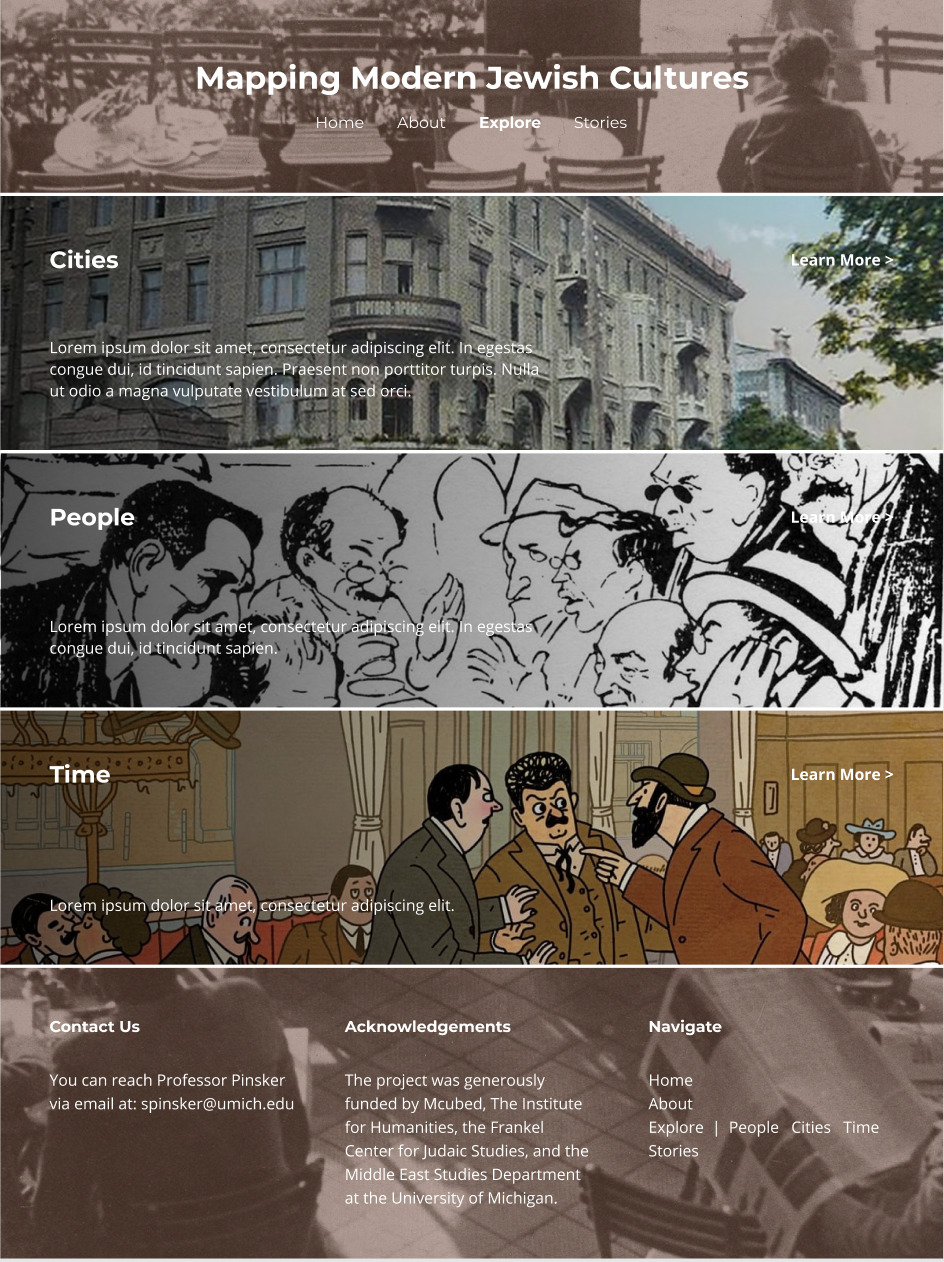 Mapping Modern Jewish Cultures
Home About Explore Stories
Cities
Learn More >
Lorem ipsum dolor sit amet, consectetur adipiscing elit. In egestas
congue dui, id tincidunt sapien. Praesent non porttitor turpis. Nulla
ut odio a magna vulputate vestibulum at sed orci.
People
Learn More >
Lorem ipsum dolor sit amet, consectetur adipiscing elit. In egestas
congue dui, id tincidunt sapien.
Time
Learn More >
Lorem ipsum dolor sit amet, consectetur adipiscing elit.
Contact Us
You can reach Professor Pinsker
via email at: spinsker@umich.edu
Acknowledgements
The project was generously
funded by Mcubed, The Institute
for Humanities, the Frankel
Center for Judaic Studies, and the
Middle East Studies Department
at the University of Michigan.
Navigate
Home
About
Explore | People Cities Time
Stories